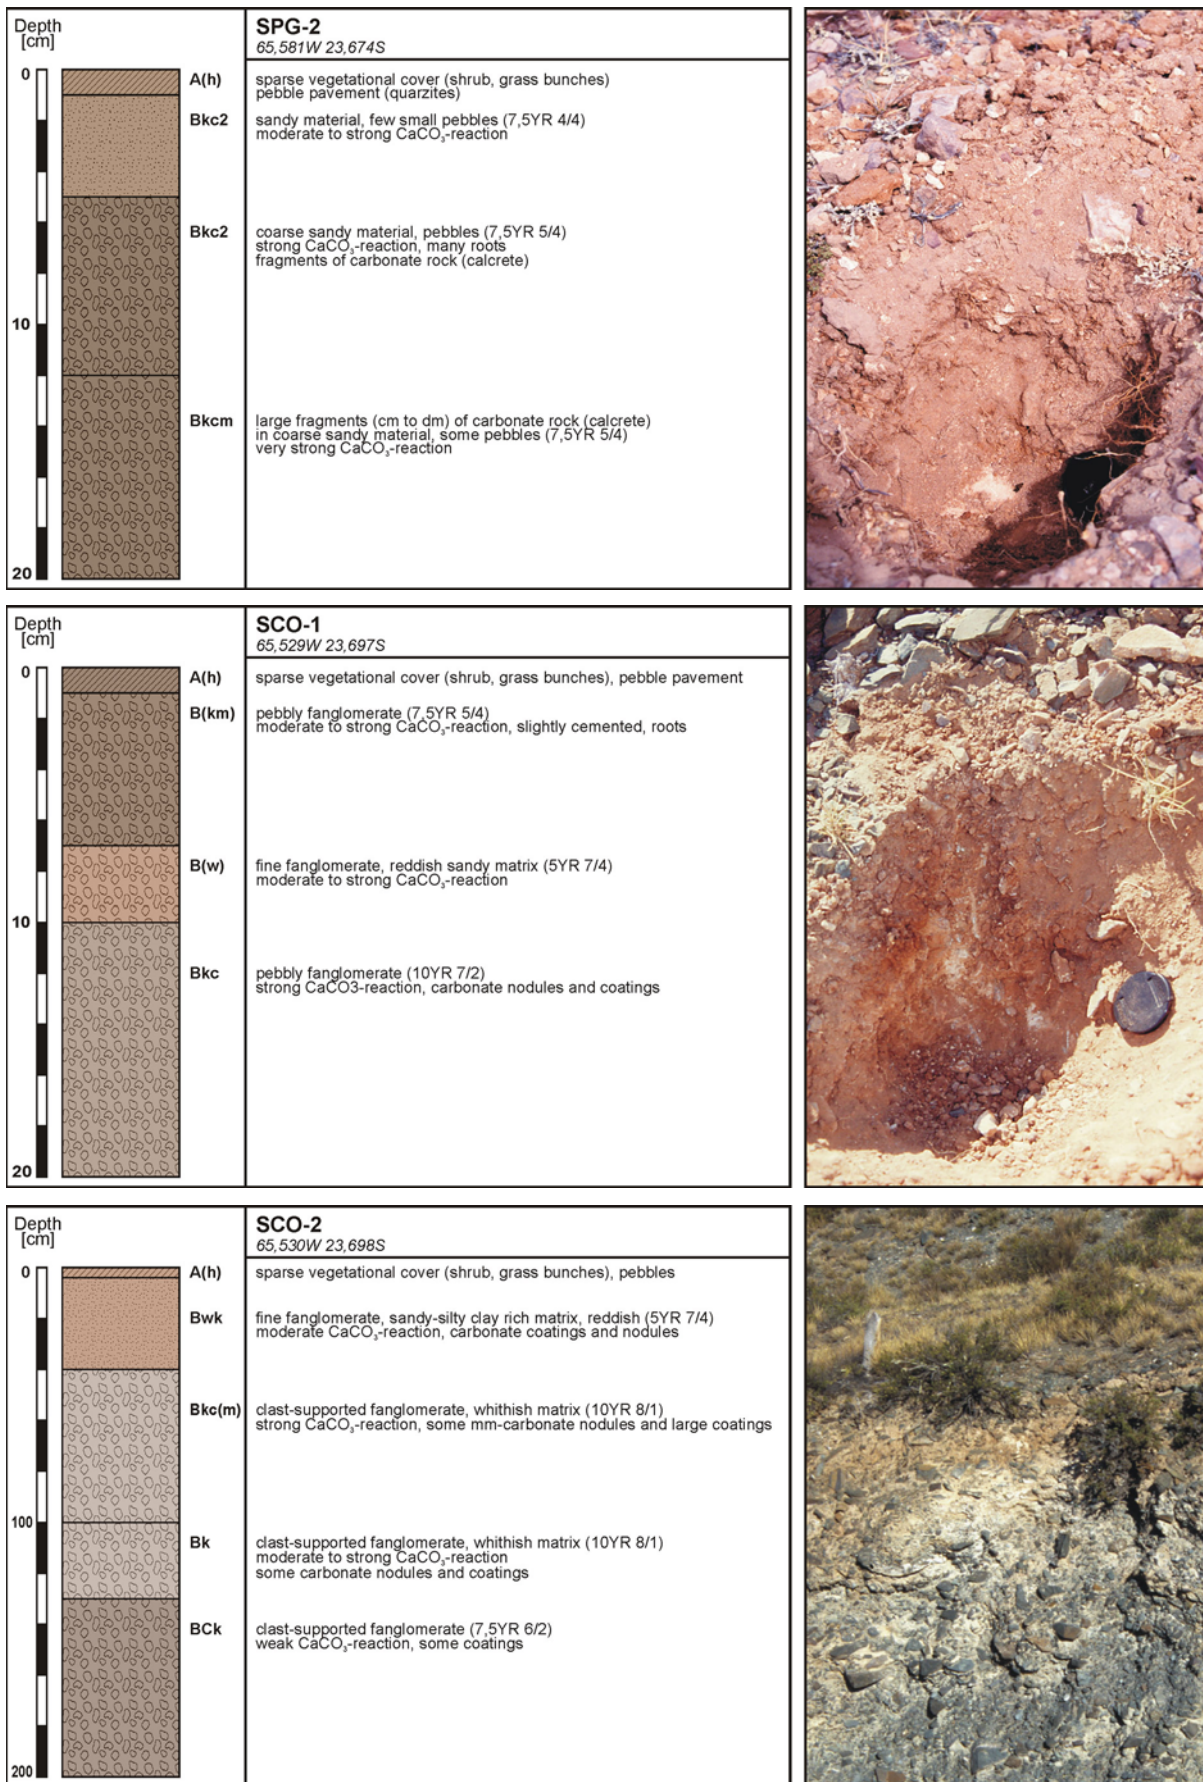 Depth
[cm]
SPG-2
65,581W 23,674S
0
A(h)
sparse vegetational cover (shrub, grass bunches)
pebble pavement (quarzites)
Bkc2
sandy material, few small pebbles (7,5YR 4/4)
moderate to strong CaCO₃-reaction
Bkc2
coarse sandy material, pebbles (7,5YR 5/4)
strong CaCO₃-reaction, many roots
fragments of carbonate rock (calcrete)
10
Bkcm
large fragments (cm to dm) of carbonate rock (calcrete)
in coarse sandy material, some pebbles (7,5YR 5/4)
very strong CaCO₃-reaction
20
Depth
[cm]
SCO-1
65,529W 23,697S
0
A(h)
sparse vegetational cover (shrub, grass bunches), pebble pavement
B(km)
pebbly fanglomerate (7,5YR 5/4)
moderate to strong CaCO₃-reaction, slightly cemented, roots
B(w)
fine fanglomerate, reddish sandy matrix (5YR 7/4)
moderate to strong CaCO₃-reaction
10
Bkc
pebbly fanglomerate (10YR 7/2)
strong CaCO3-reaction, carbonate nodules and coatings
20
Depth
[cm]
SCO-2
65,530W 23,698S
0
A(h)
sparse vegetational cover (shrub, grass bunches), pebbles
Bwk
fine fanglomerate, sandy-silty clay rich matrix, reddish (5YR 7/4)
moderate CaCO₃-reaction, carbonate coatings and nodules
Bkc(m)
clast-supported fanglomerate, whithish matrix (10YR 8/1)
strong CaCO₃-reaction, some mm-carbonate nodules and large coatings
100
Bk
clast-supported fanglomerate, whithish matrix (10YR 8/1)
moderate to strong CaCO₃-reaction
some carbonate nodules and coatings
BCk
clast-supported fanglomerate (7,5YR 6/2)
weak CaCO₃-reaction, some coatings
200